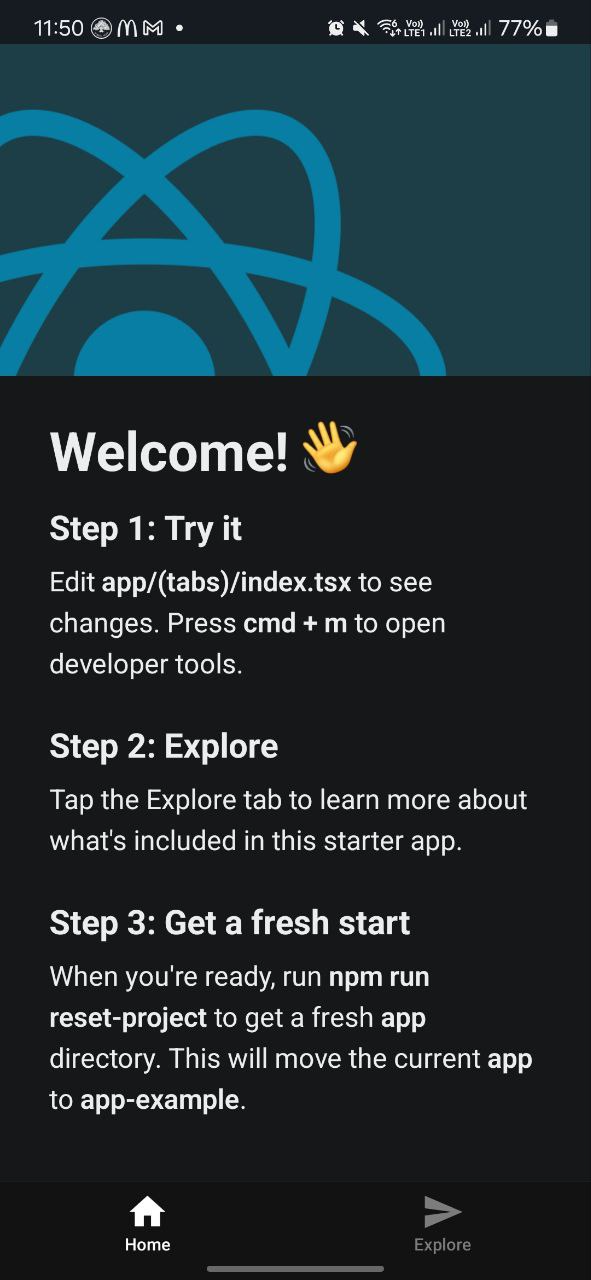 11:50
Vo)) LTE1 Vo)) LTE2 77%
Welcome! 👋
Step 1: Try it
Edit app/(tabs)/index.tsx to see
changes. Press cmd + m to open
developer tools.
Step 2: Explore
Tap the Explore tab to learn more about
what's included in this starter app.
Step 3: Get a fresh start
When you're ready, run npm run
reset-project to get a fresh app
directory. This will move the current app
to app-example.
Home
Explore